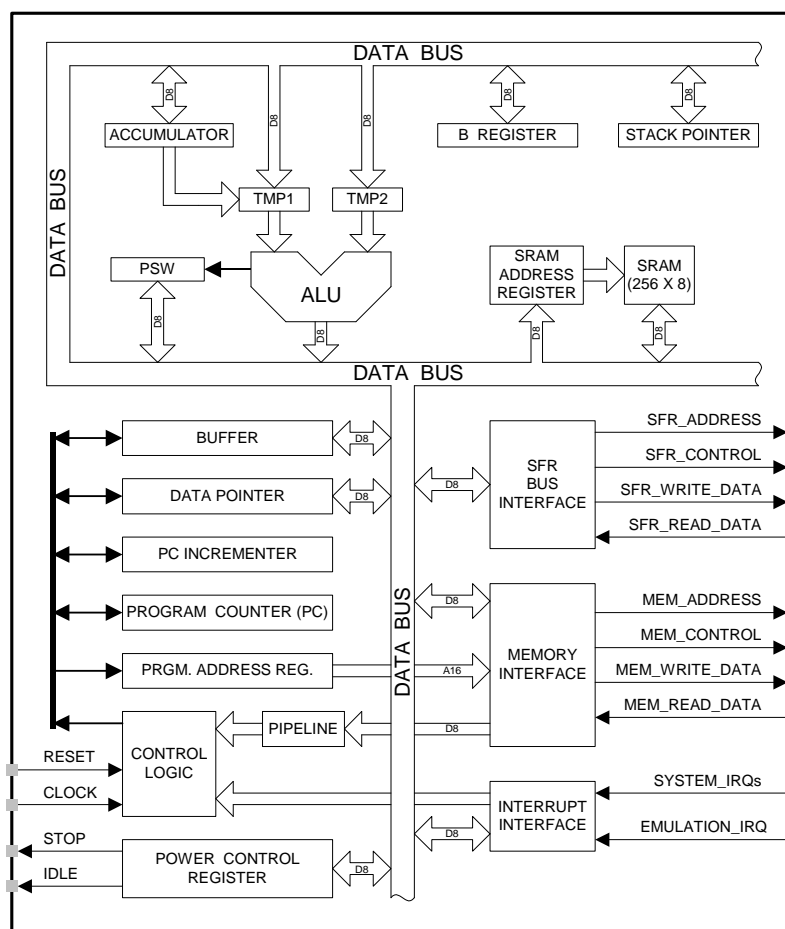 DATA BUS
D8
D8
D8
D8
D8
ACCUMULATOR
B REGISTER
STACK POINTER
DATA BUS
TMP1
TMP2
PSW
ALU
SRAM
ADDRESS
REGISTER
SRAM
(256 X 8)
D8
D8
D8
D8
DATA BUS
BUFFER
D8
DATA POINTER
D8
PC INCREMENTER
PROGRAM COUNTER (PC)
PRGM. ADDRESS REG.
A16
DATA BUS
PIPELINE
D8
CONTROL
LOGIC
RESET
CLOCK
STOP
IDLE
POWER CONTROL
REGISTER
D8
D8
SFR
BUS
INTERFACE
SFR_ADDRESS
SFR_CONTROL
SFR_WRITE_DATA
SFR_READ_DATA
D8
MEMORY
INTERFACE
MEM_ADDRESS
MEM_CONTROL
MEM_WRITE_DATA
MEM_READ_DATA
D8
INTERRUPT
INTERFACE
SYSTEM_IRQs
EMULATION_IRQ